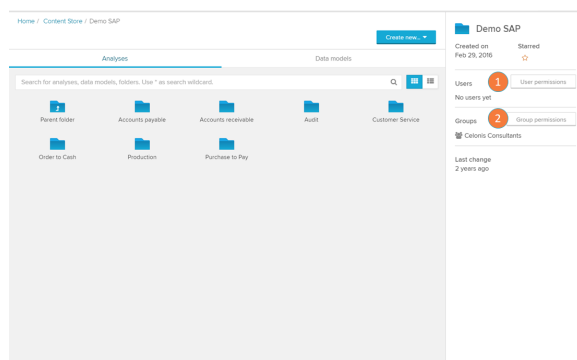 Home / Content Store / Demo SAP
Create new...
Analyses
Data models
Search for analyses, data models, folders. Use * as search wildcard.
Parent folder
Accounts payable
Accounts receivable
Audit
Customer Service
Order to Cash
Production
Purchase to Pay
Demo SAP
Created on
Starred
Feb 29, 2016
Users
1
User permissions
No users yet
Groups
2
Group permissions
Celonis Consultants
Last change
2 years ago